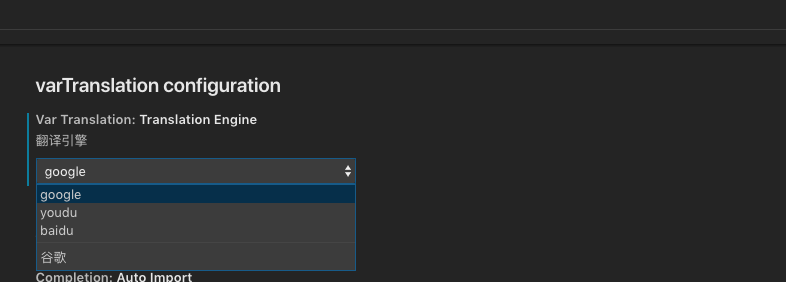 varTranslation configuration
Var Translation: Translation Engine
翻译引擎
google
google
youdu
baidu
谷歌
Completion: Auto Import